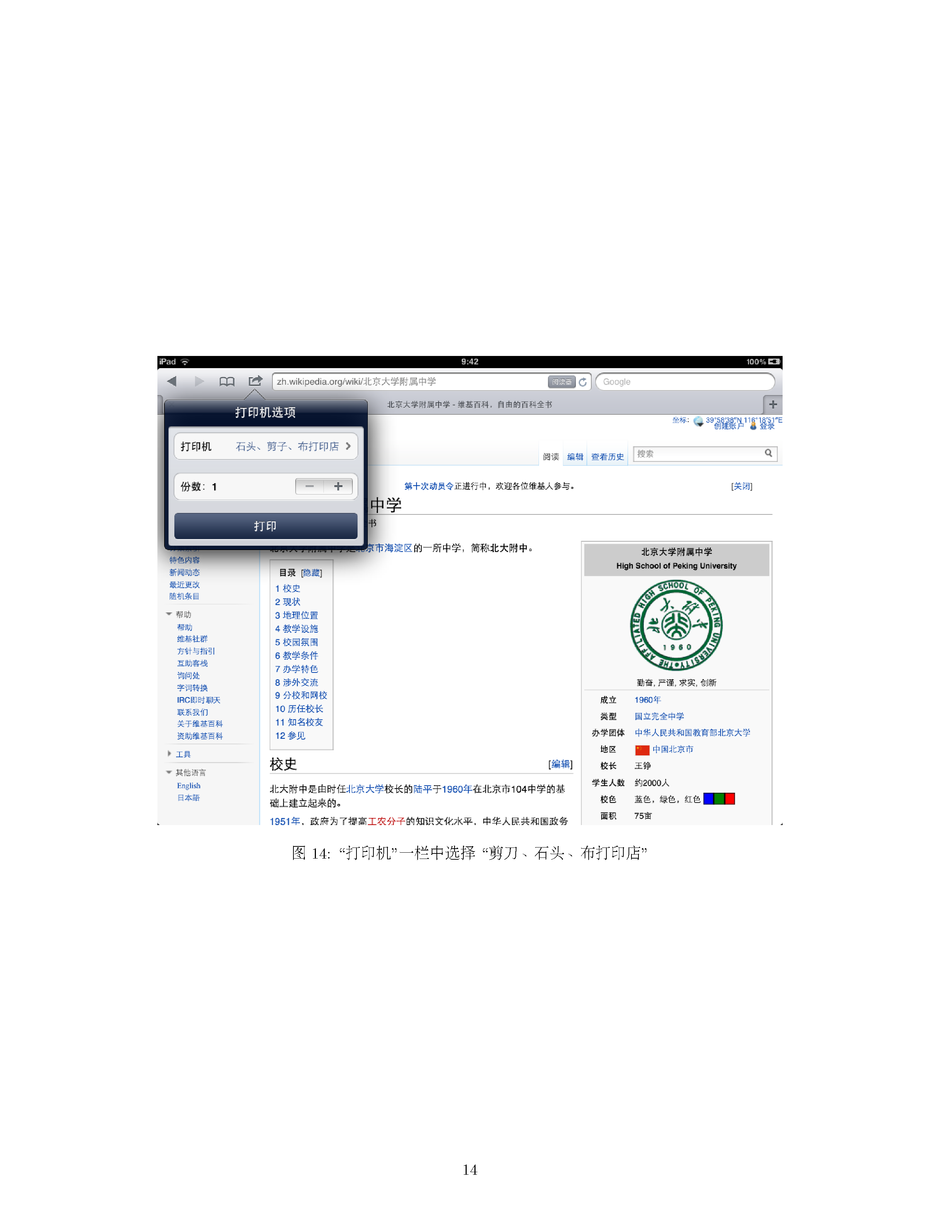 iPad 9:42 100%
zh.wikipedia.org/wiki/北京大学附属中学 阅读器 Google
北京大学附属中学 - 维基百科，自由的百科全书
打印机选项
打印机 石头、剪子、布打印店
份数：1
打印
坐标： 39°58′38″N 116°18′51″E
创建账户 登录
阅读 编辑 查看历史 搜索
第十次动员令正进行中，欢迎各位维基人参与。 [关闭]
中学
书
京市海淀区的一所中学，简称北大附中。
特色内容
新闻动态
最近更改
随机条目
帮助
帮助
维基社群
方针与指引
互助客栈
询问处
字词转换
IRC即时聊天
联系我们
关于维基百科
资助维基百科
工具
其他语言
English
日本語
目录 [隐藏]
1 校史
2 现状
3 地理位置
4 教学设施
5 校园氛围
6 教学条件
7 办学特色
8 涉外交流
9 分校和网校
10 历任校长
11 知名校友
12 参见
校史 [编辑]
北大附中是由时任北京大学校长的陆平于1960年在北京市104中学的基
础上建立起来的。
1951年，政府为了提高工农分子的知识文化水平，中华人民共和国政务
北京大学附属中学
High School of Peking University
THE AFFILIATED HIGH SCHOOL OF PEKING UNIVERSITY
北大附中
1960
勤奋, 严谨, 求实, 创新
成立 1960年
类型 国立完全中学
办学团体 中华人民共和国教育部北京大学
地区 中国北京市
校长 王铮
学生人数 约2000人
校色 蓝色，绿色，红色
面积 75亩
图 14: “打印机”一栏中选择 “剪刀、石头、布打印店”
14